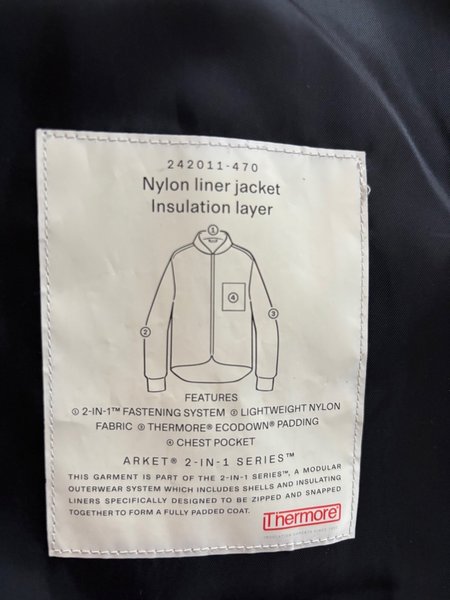 242011-470
Nylon liner jacket
Insulation layer
①
④
③
②
FEATURES
① 2-IN-1™ FASTENING SYSTEM ② LIGHTWEIGHT NYLON
FABRIC ③ THERMORE® ECODOWN® PADDING
④ CHEST POCKET
ARKET® 2-IN-1 SERIES™
THIS GARMENT IS PART OF THE 2-IN-1 SERIES™, A MODULAR
OUTERWEAR SYSTEM WHICH INCLUDES SHELLS AND INSULATING
LINERS SPECIFICALLY DESIGNED TO BE ZIPPED AND SNAPPED
TOGETHER TO FORM A FULLY PADDED COAT.
Thermore®